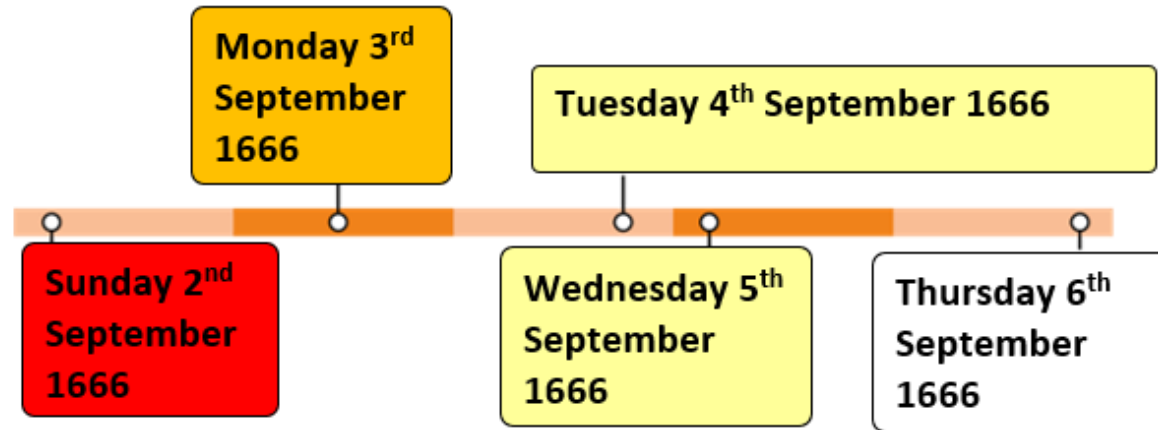 Sunday 2nd
September
1666
Monday 3rd
September
1666
Tuesday 4th September 1666
Wednesday 5th
September
1666
Thursday 6th
September
1666